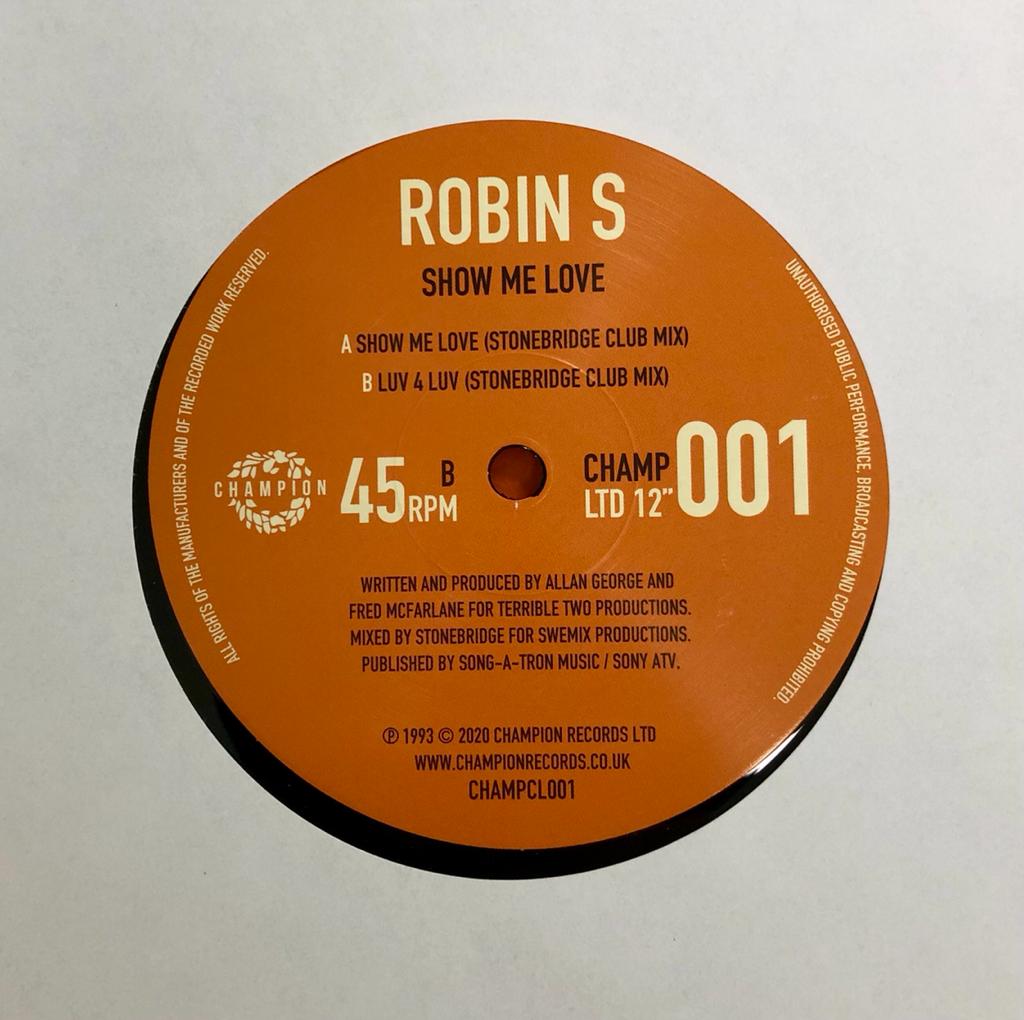 ROBIN S
SHOW ME LOVE
A SHOW ME LOVE (STONEBRIDGE CLUB MIX)
B LUV 4 LUV (STONEBRIDGE CLUB MIX)
CHAMPION
45RPM
B
CHAMP
LTD 12"
001
WRITTEN AND PRODUCED BY ALLAN GEORGE AND
FRED MCFARLANE FOR TERRIBLE TWO PRODUCTIONS.
MIXED BY STONEBRIDGE FOR SWEMIX PRODUCTIONS.
PUBLISHED BY SONG-A-TRON MUSIC / SONY ATV.
℗ 1993 © 2020 CHAMPION RECORDS LTD
WWW.CHAMPIONRECORDS.CO.UK
CHAMPCL001
ALL RIGHTS OF THE MANUFACTURERS AND OF THE RECORDED WORK RESERVED.
UNAUTHORISED PUBLIC PERFORMANCE, BROADCASTING AND COPYING PROHIBITED.